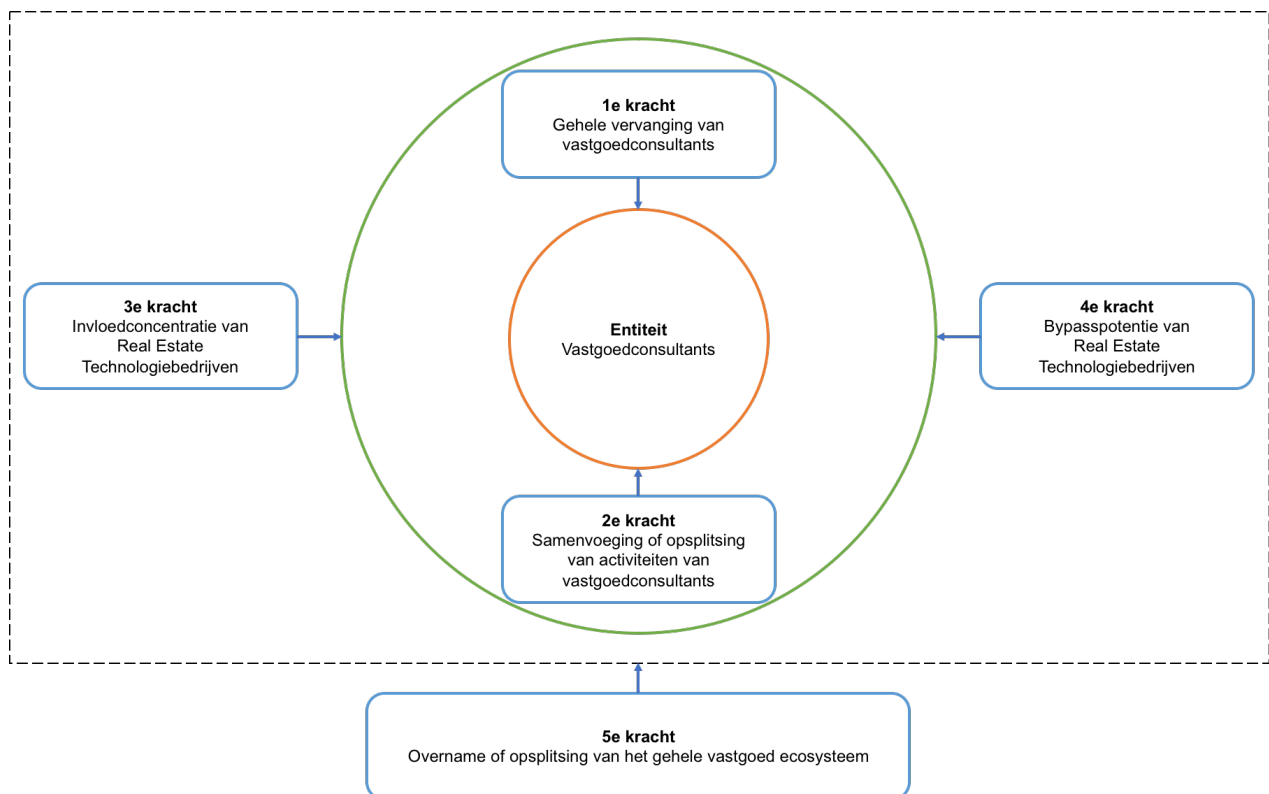 1e kracht
Gehele vervanging van
vastgoedconsultants
3e kracht
Invloedconcentratie van
Real Estate
Technologiebedrijven
Entiteit
Vastgoedconsultants
4e kracht
Bypasspotentie van
Real Estate
Technologiebedrijven
2e kracht
Samenvoeging of opsplitsing
van activiteiten van
vastgoedconsultants
5e kracht
Overname of opsplitsing van het gehele vastgoed ecosysteem